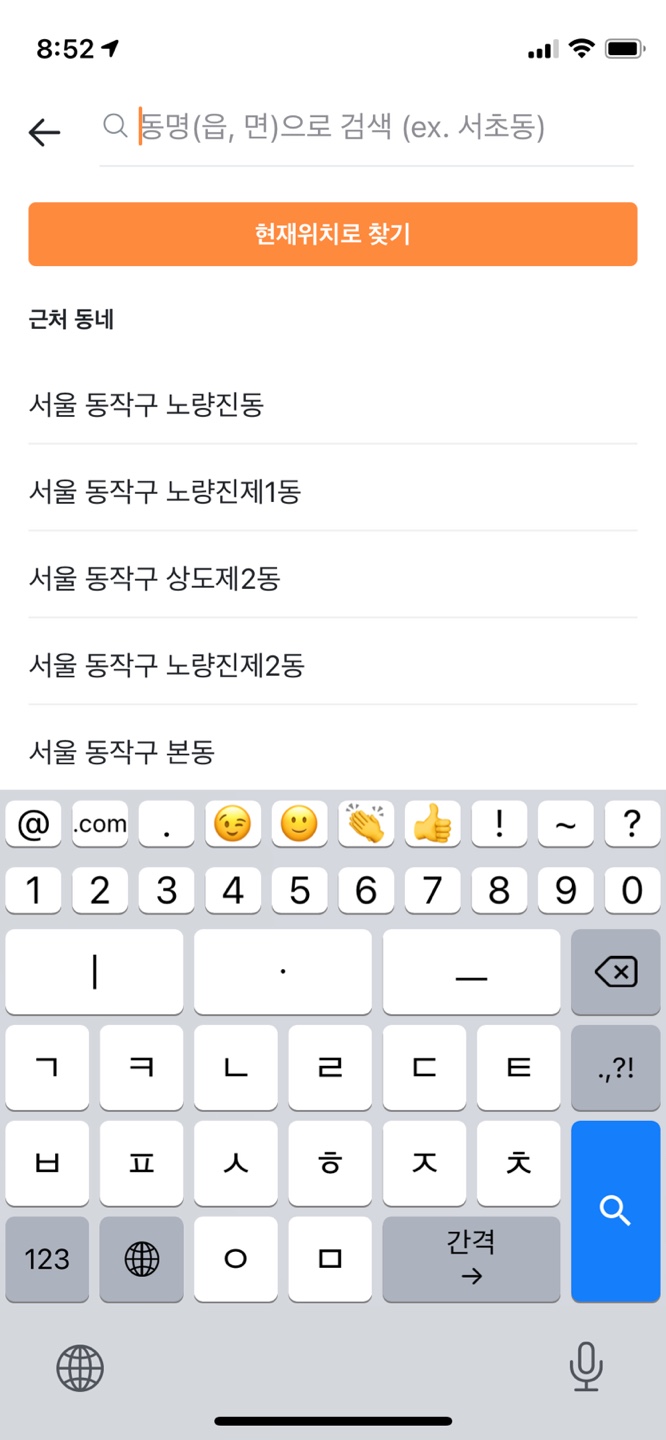 8:52
동명(읍, 면)으로 검색 (ex. 서초동)
현재위치로 찾기
근처 동네
서울 동작구 노량진동
서울 동작구 노량진제1동
서울 동작구 상도제2동
서울 동작구 노량진제2동
서울 동작구 본동
@ .com . 😉 🙂 👏 👍 ! ~ ?
1 2 3 4 5 6 7 8 9 0
ㅣ · ㅡ
ㄱ ㅋ ㄴ ㄹ ㄷ ㅌ .,?!
ㅂ ㅍ ㅅ ㅎ ㅈ ㅊ
123 ㅇ ㅁ 간격
→